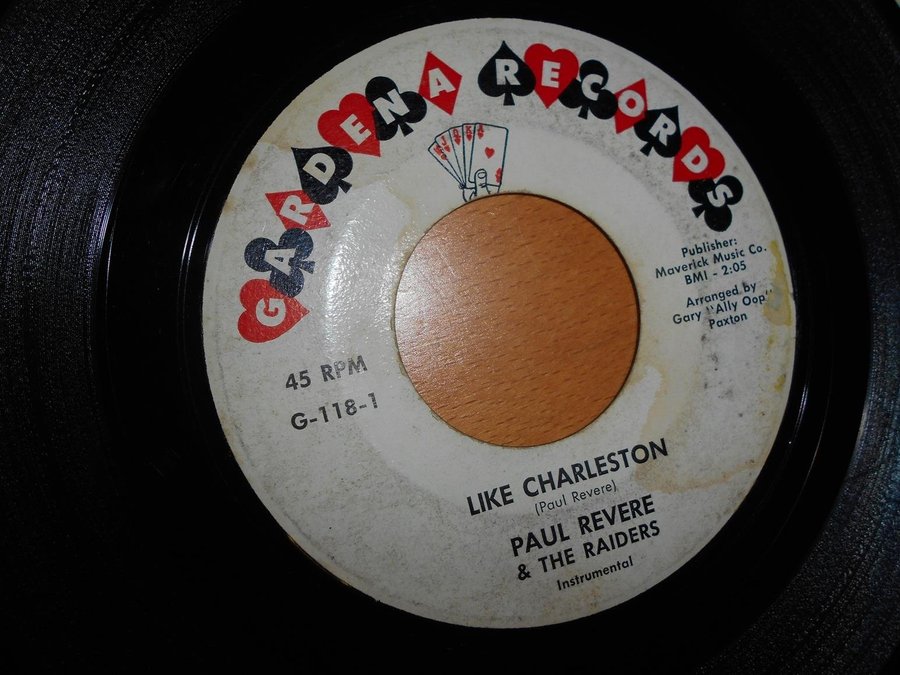 GARDENA RECORDS
Publisher:
Maverick Music Co.
BMI - 2:05
Arranged by
Gary "Ally Oop"
Paxton
45 RPM
G-118-1
LIKE CHARLESTON
(Paul Revere)
PAUL REVERE
& THE RAIDERS
Instrumental